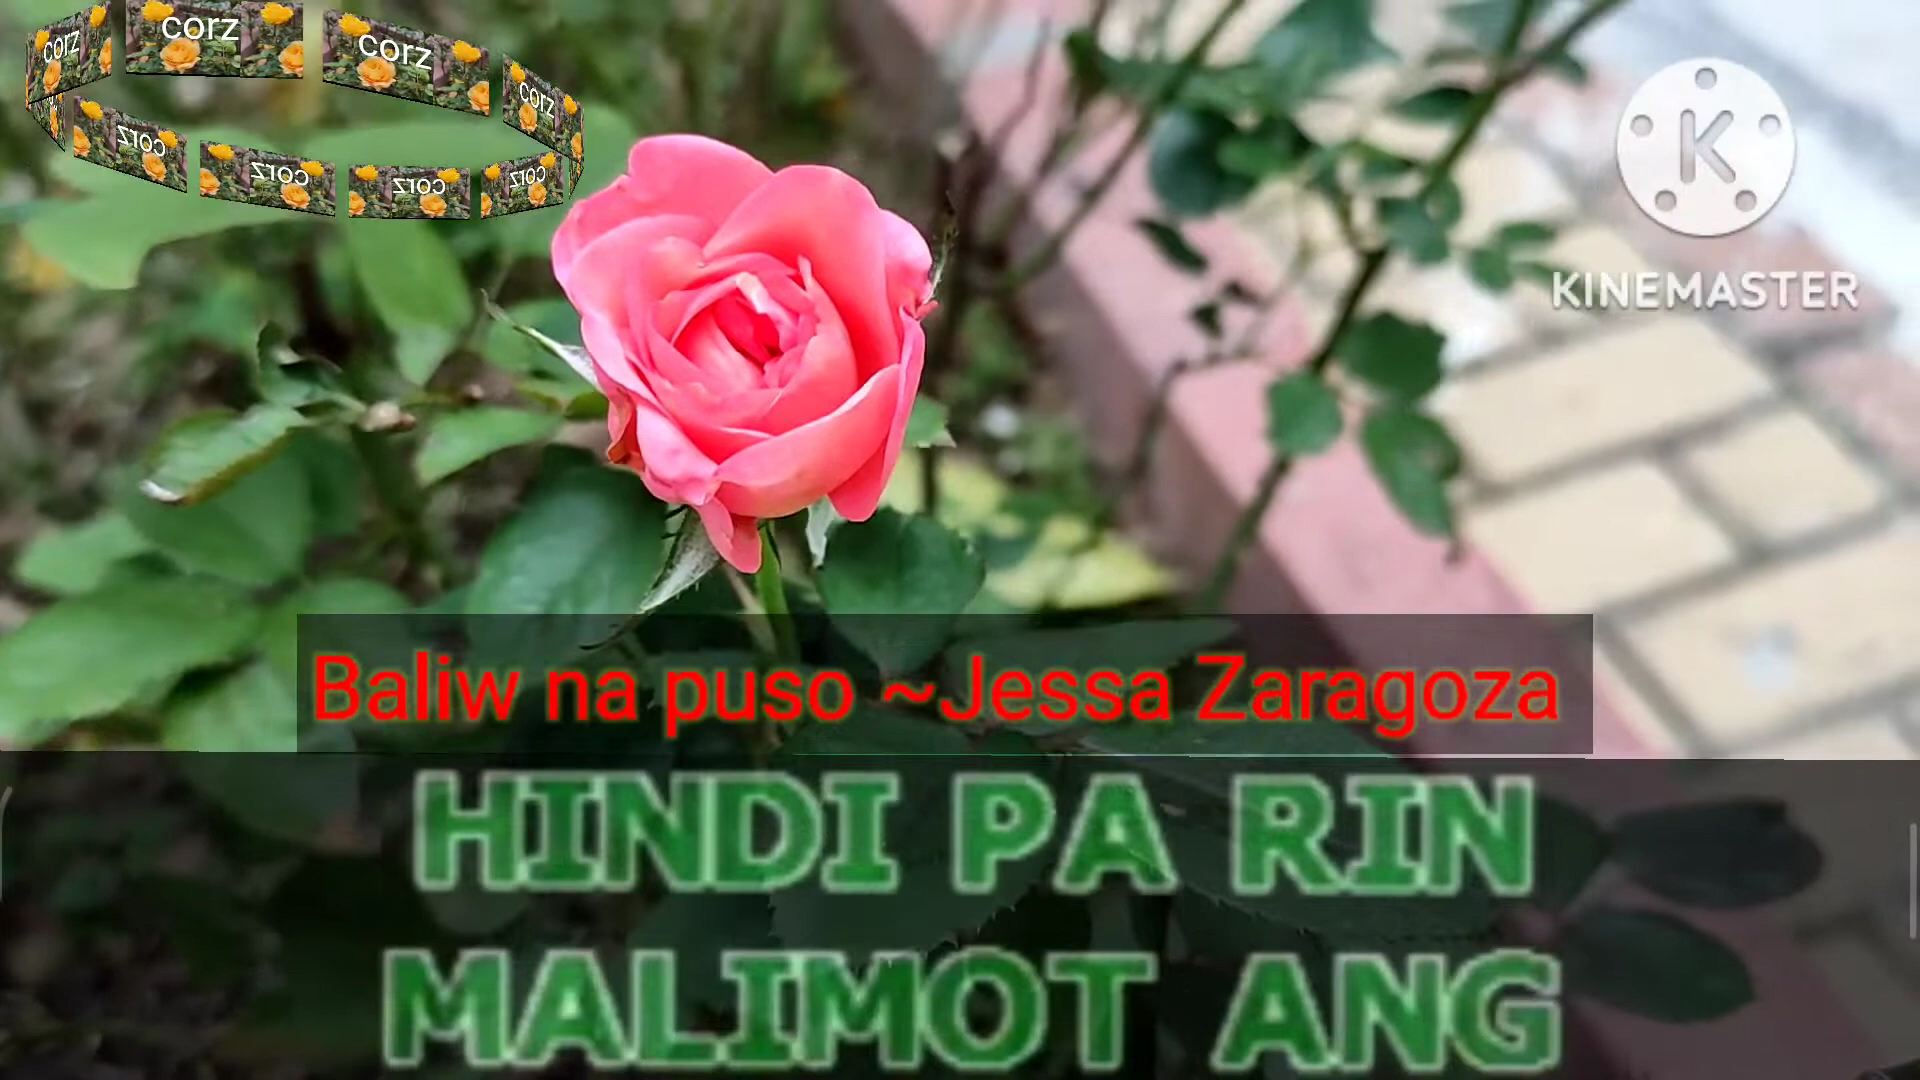 corz
corz
corz
corz
corz
corz
corz
corz
KINEMASTER
Baliw na puso ~Jessa Zaragoza
HINDI PA RIN
MALIMOT ANG